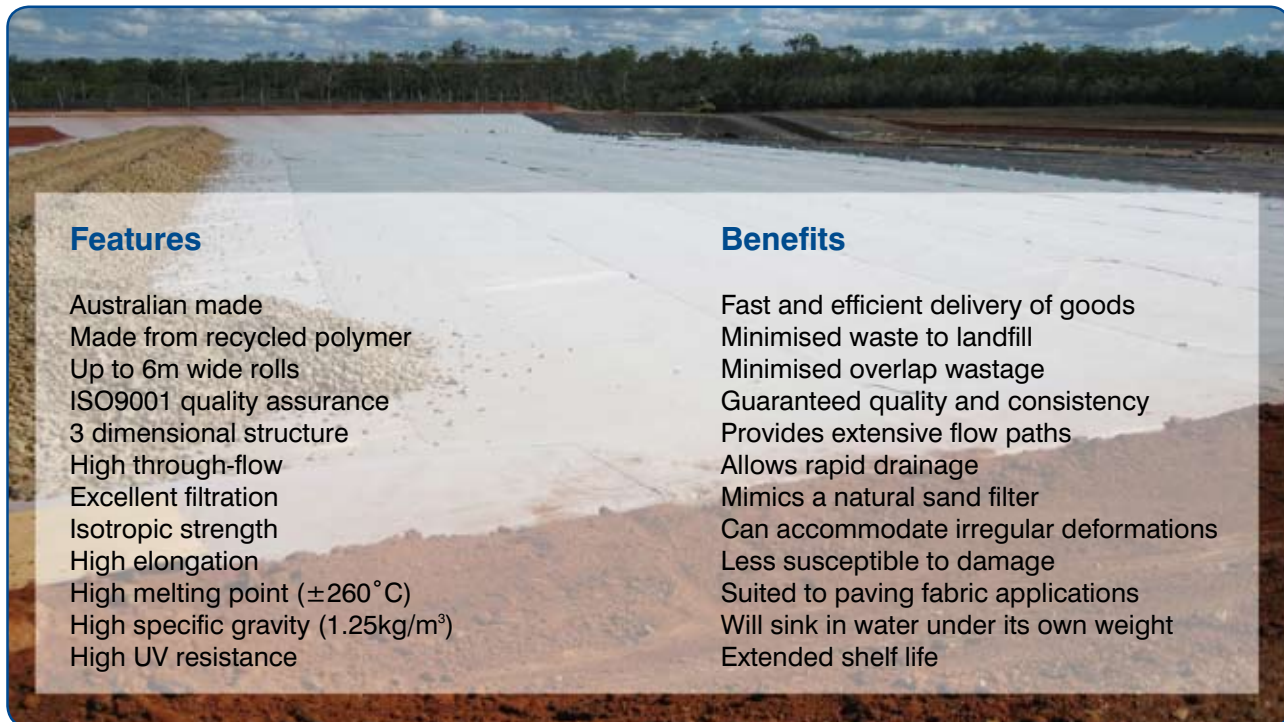 Features
Australian made
Made from recycled polymer
Up to 6m wide rolls
ISO9001 quality assurance
3 dimensional structure
High through-flow
Excellent filtration
Isotropic strength
High elongation
High melting point (±260˚C)
High specific gravity (1.25kg/m³)
High UV resistance
Benefits
Fast and efficient delivery of goods
Minimised waste to landfill
Minimised overlap wastage
Guaranteed quality and consistency
Provides extensive flow paths
Allows rapid drainage
Mimics a natural sand filter
Can accommodate irregular deformations
Less susceptible to damage
Suited to paving fabric applications
Will sink in water under its own weight
Extended shelf life